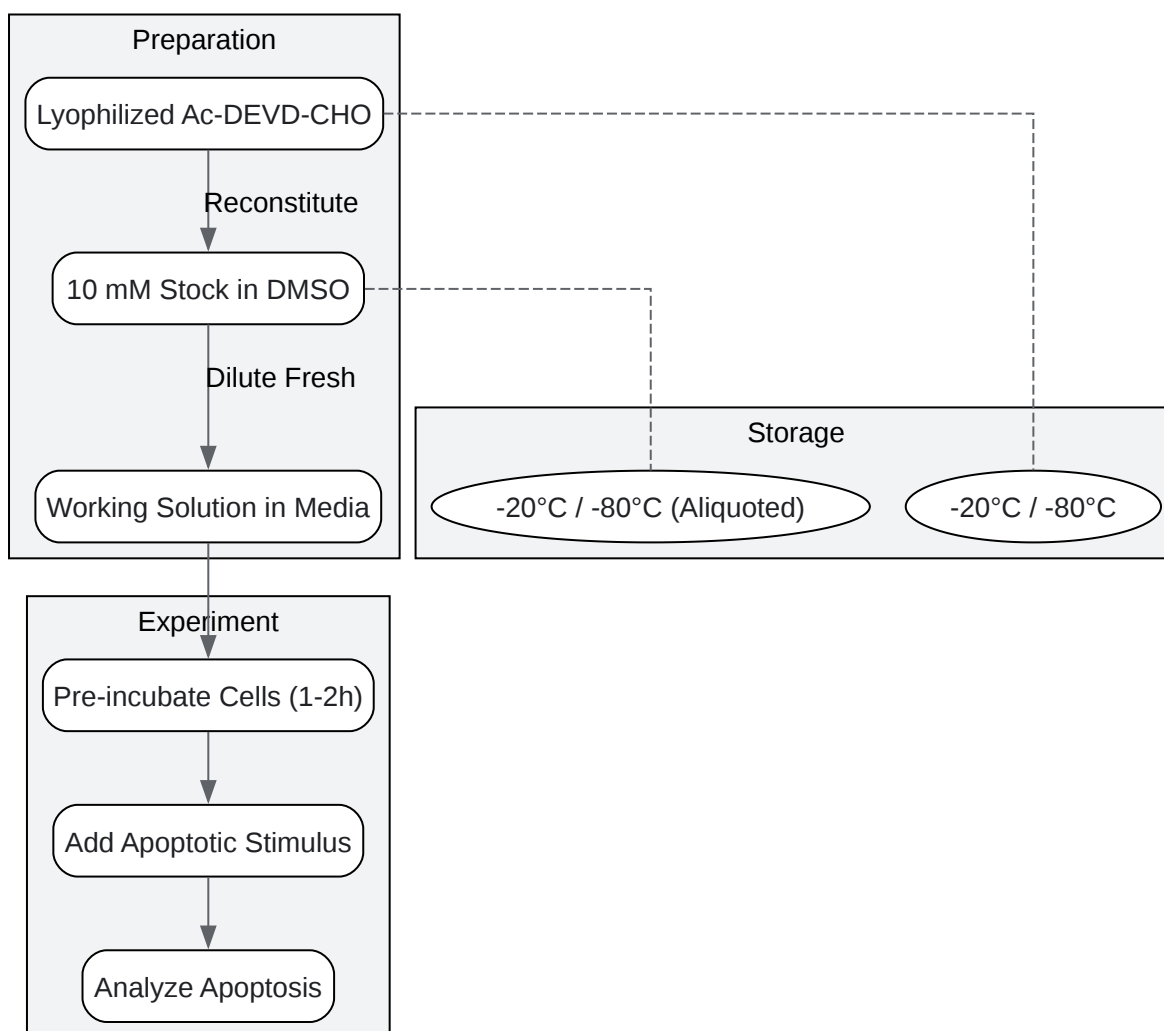 Preparation
Lyophilized Ac-DEVD-CHO
Reconstitute
10 mM Stock in DMSO
Dilute Fresh
Working Solution in Media
Storage
-20°C / -80°C (Aliquoted)
-20°C / -80°C
Experiment
Pre-incubate Cells (1-2h)
Add Apoptotic Stimulus
Analyze Apoptosis